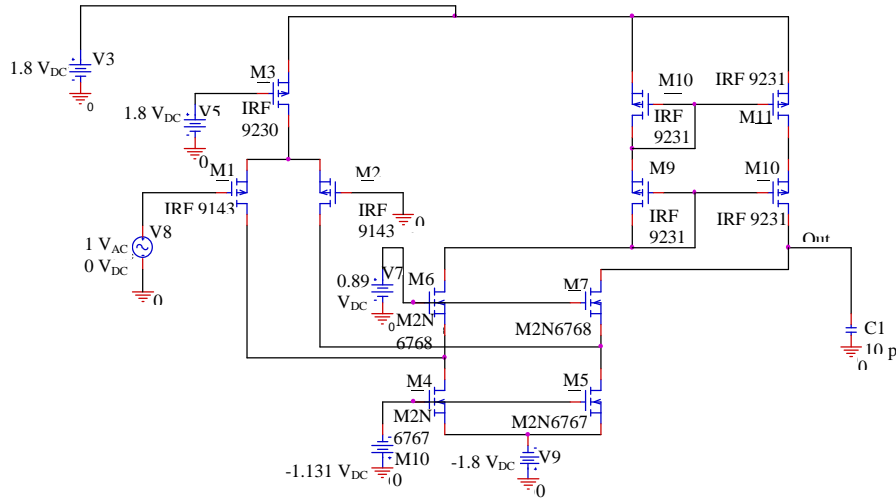 V3
1.8 VDC
0
M3
V5
1.8 VDC
IRF
9230
0
M10
IRF
9231
IRF 9231
M11
M1
IRF 9143
M2
IRF
9143
0
M9
IRF
9231
M10
IRF 9231
V8
1 VAC
0 VDC
0
Out
0.89
VDC
V7
0
M6
M2N
6768
M7
M2N6768
C1
10 p
0
M4
M2N
6767
M5
M2N6767
M10
-1.131 VDC
0
-1.8 VDC
V9
0